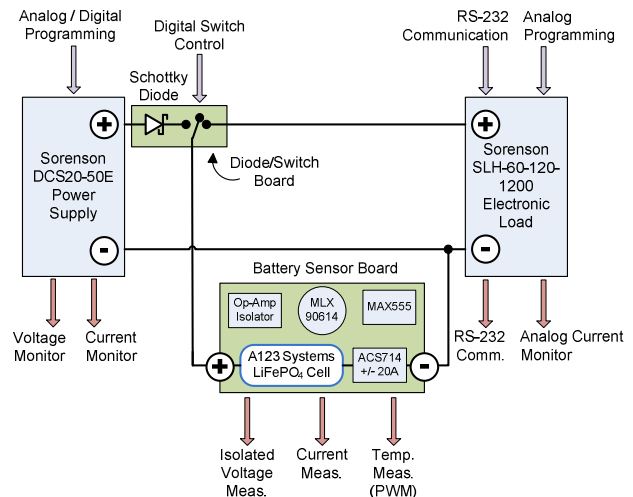 Analog / Digital
Programming
Digital Switch
Control
RS-232
Communication
Analog
Programming
Schottky
Diode
+
+
Sorenson
DCS20-50E
Power
Supply
Diode/Switch
Board
Sorenson
SLH-60-120-
1200
Electronic
Load
-
-
Battery Sensor Board
Op-Amp
Isolator
MLX
90614
MAX555
Voltage
Monitor
Current
Monitor
RS-232
Comm.
Analog Current
Monitor
+
A123 Systems
LiFePO4 Cell
ACS714
+/- 20A
-
Isolated
Voltage
Meas.
Current
Meas.
Temp.
Meas.
(PWM)